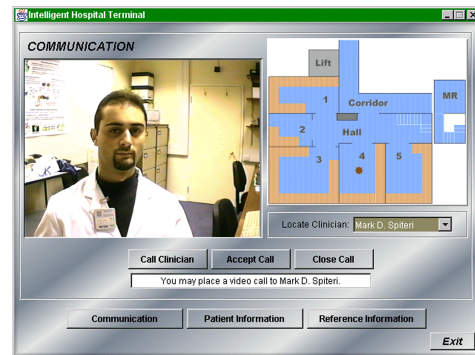 Intelligent Hospital Terminal
COMMUNICATION
Lift
MR
1
Corridor
2
Hall
3
4
5
Locate Clinician: Mark D. Spiteri
Call Clinician
Accept Call
Close Call
You may place a video call to Mark D. Spiteri.
Communication
Patient Information
Reference Information
Exit